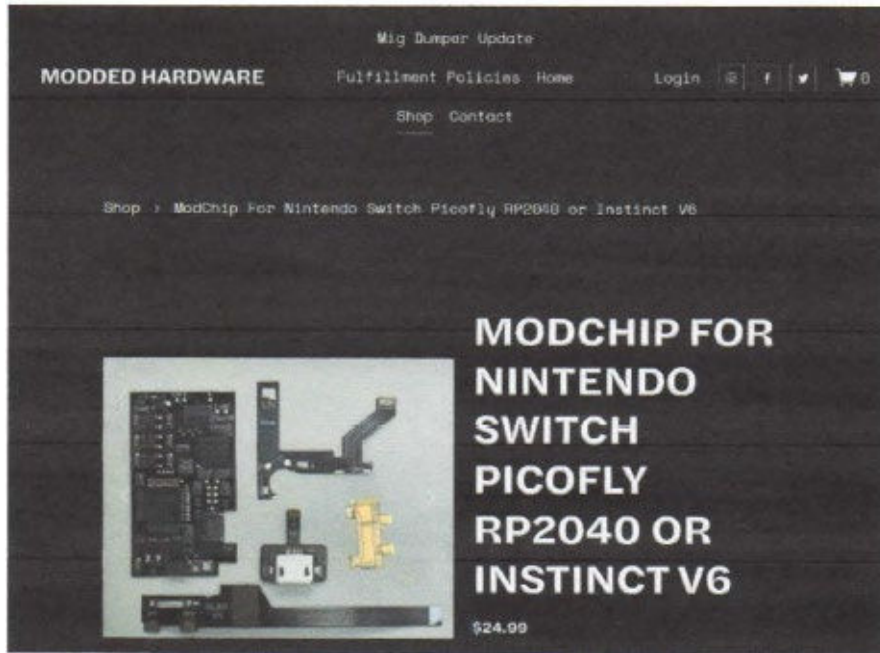 Mig Dumper Update
MODDED HARDWARE
Fulfillment Policies Home
Login
0
Shop Contact
Shop › ModChip For Nintendo Switch Picofly RP2040 or Instinct V6
MODCHIP FOR
NINTENDO
SWITCH
PICOFLY
RP2040 OR
INSTINCT V6
$24.99